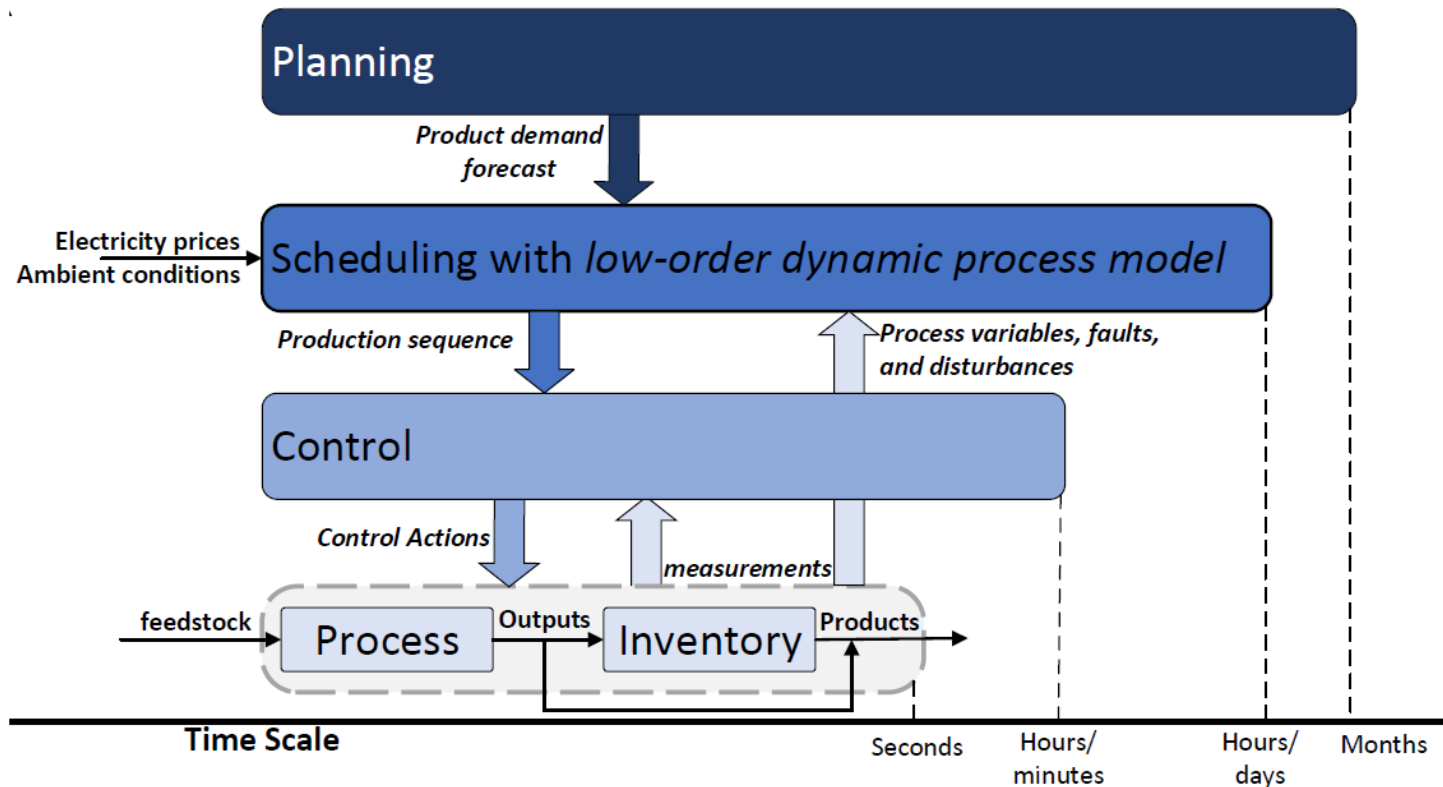 Planning
Product demand
forecast
Electricity prices
Ambient conditions
Scheduling with low-order dynamic process model
Production sequence
Process variables, faults,
and disturbances
Control
Control Actions
measurements
feedstock
Process
Outputs
Inventory
Products
Time Scale
Seconds
Hours/
minutes
Hours/
days
Months